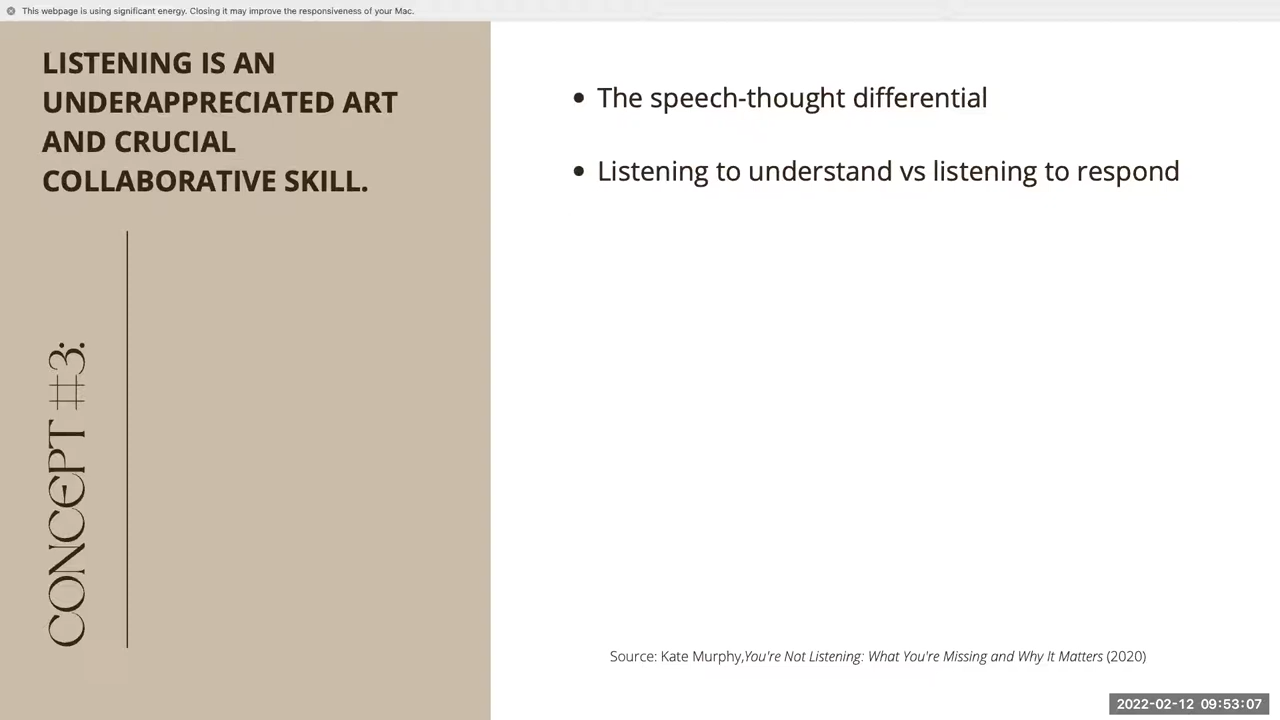 This webpage is using significant energy. Closing it may improve the responsiveness of your Mac.
LISTENING IS AN
UNDERAPPRECIATED ART
AND CRUCIAL
COLLABORATIVE SKILL.
CONCEPT #3:
• The speech-thought differential
• Listening to understand vs listening to respond
Source: Kate Murphy,You're Not Listening: What You're Missing and Why It Matters (2020)
2022-02-12 09:53:07